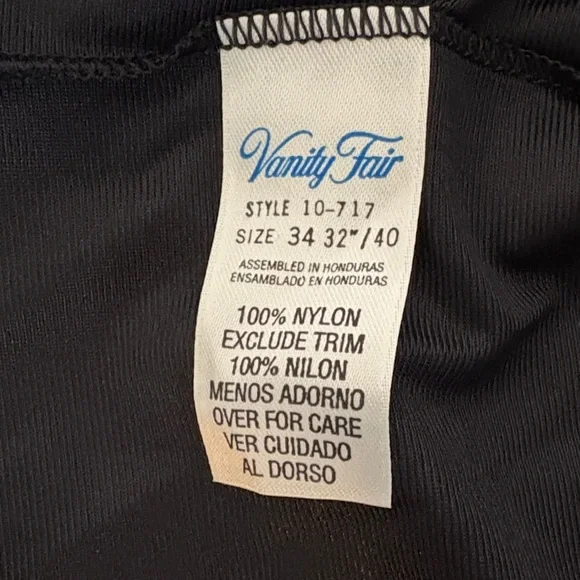 Vanity Fair
STYLE 10-717
SIZE 34 32"/40
ASSEMBLED IN HONDURAS
ENSAMBLADO EN HONDURAS
100% NYLON
EXCLUDE TRIM
100% NILON
MENOS ADORNO
OVER FOR CARE
VER CUIDADO
AL DORSO